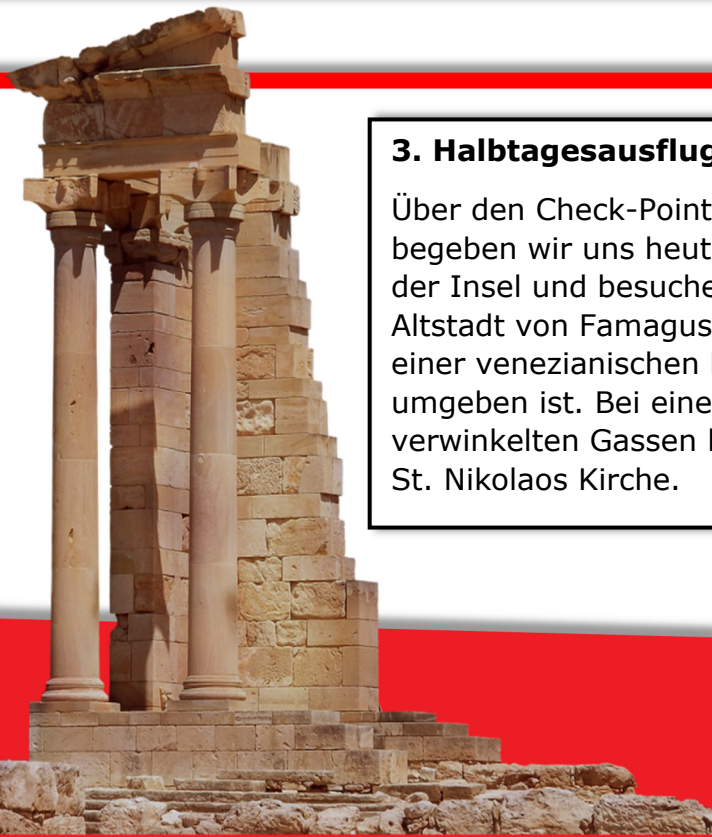 3. Halbtagesausflug
Über den Check-Point
begeben wir uns heut
der Insel und besuche
Altstadt von Famagus
einer venezianischen
umgeben ist. Bei eine
verwinkelten Gassen
St. Nikolaos Kirche.